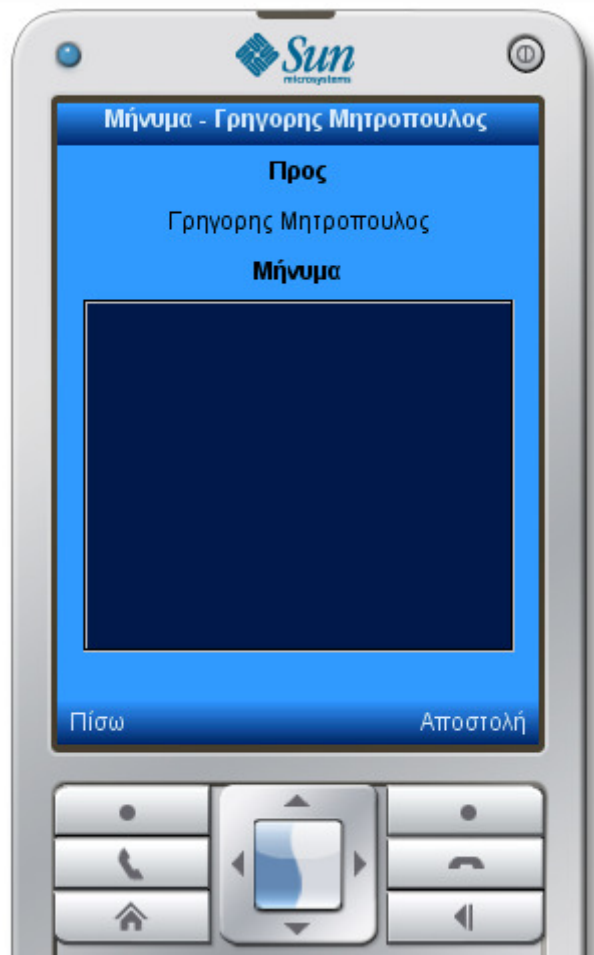 Sun
microsystems
Μήνυμα - Γρηγορης Μητροπουλος
Προς
Γρηγορης Μητροπουλος
Μήνυμα
Πίσω
Αποστολή